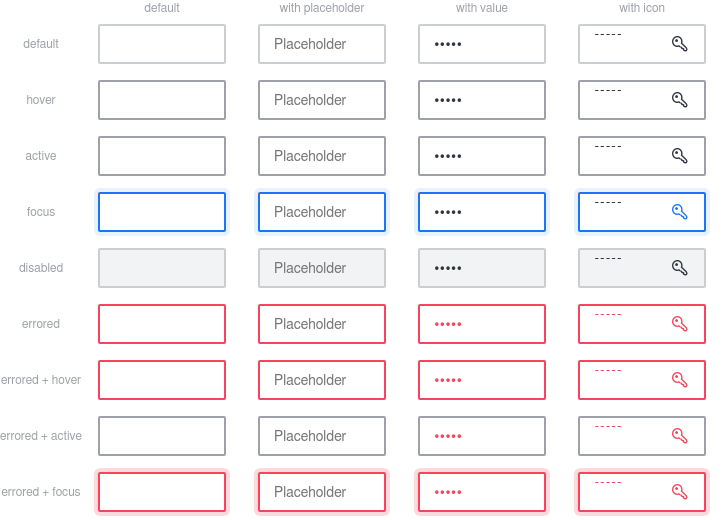 default with placeholder with value with icon
default Placeholder ••••• -----
hover Placeholder ••••• -----
active Placeholder ••••• -----
focus Placeholder ••••• -----
disabled Placeholder ••••• -----
errored Placeholder ••••• -----
errored + hover Placeholder ••••• -----
errored + active Placeholder ••••• -----
errored + focus Placeholder ••••• -----